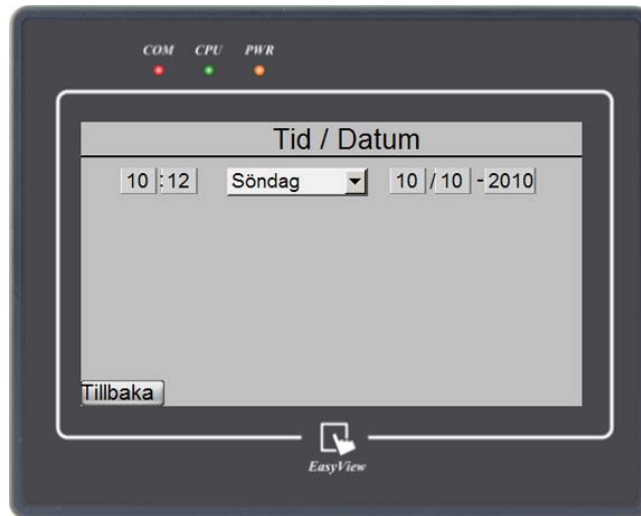 COM CPU PWR
Tid / Datum
10 :12 Söndag 10 /10 -2010
Tillbaka
EasyView